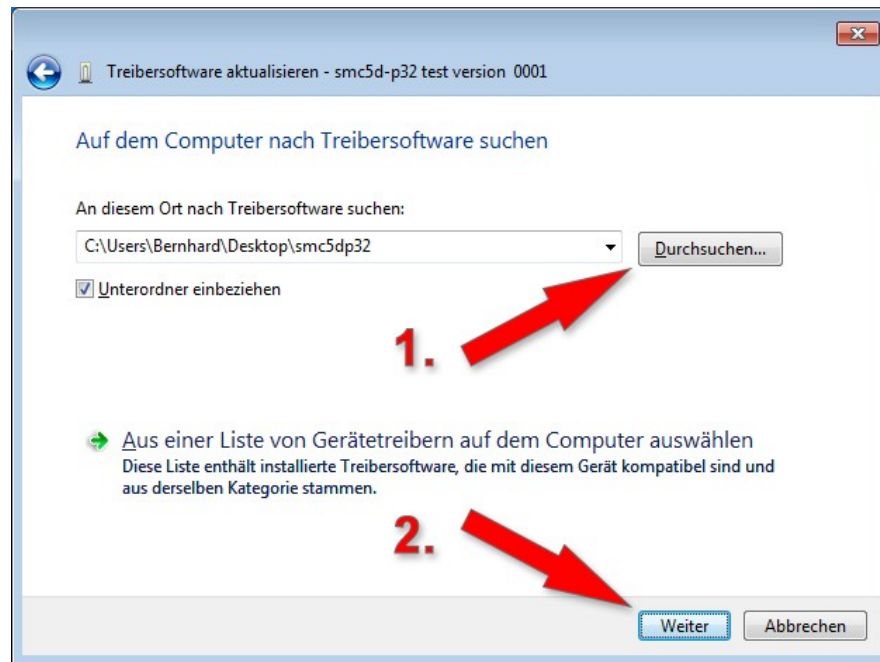 Treibersoftware aktualisieren - smc5d-p32 test version 0001
Auf dem Computer nach Treibersoftware suchen
An diesem Ort nach Treibersoftware suchen:
C:\Users\Bernhard\Desktop\smc5dp32
Durchsuchen...
Unterordner einbeziehen
1.
Aus einer Liste von Gerätetreibern auf dem Computer auswählen
Diese Liste enthält installierte Treibersoftware, die mit diesem Gerät kompatibel sind und
aus derselben Kategorie stammen.
2.
Weiter
Abbrechen